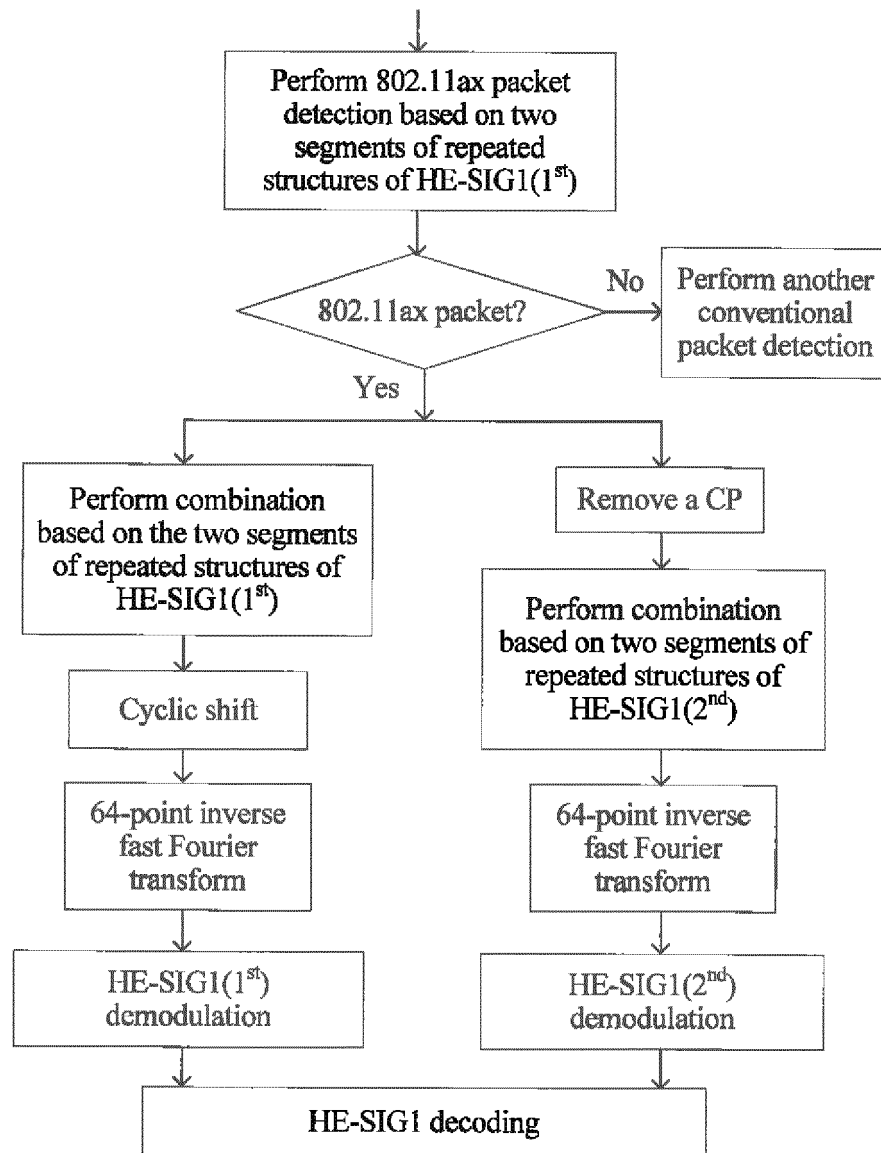 Perform 802.11ax packet
detection based on two
segments of repeated
structures of HE-SIG1(1st)
802.11ax packet?
No
Perform another
conventional
packet detection
Yes
Perform combination
based on the two segments
of repeated structures of
HE-SIG1(1st)
Cyclic shift
64-point inverse
fast Fourier
transform
HE-SIG1(1st)
demodulation
Remove a CP
Perform combination
based on two segments of
repeated structures of
HE-SIG1(2nd)
64-point inverse
fast Fourier
transform
HE-SIG1(2nd)
demodulation
HE-SIG1 decoding